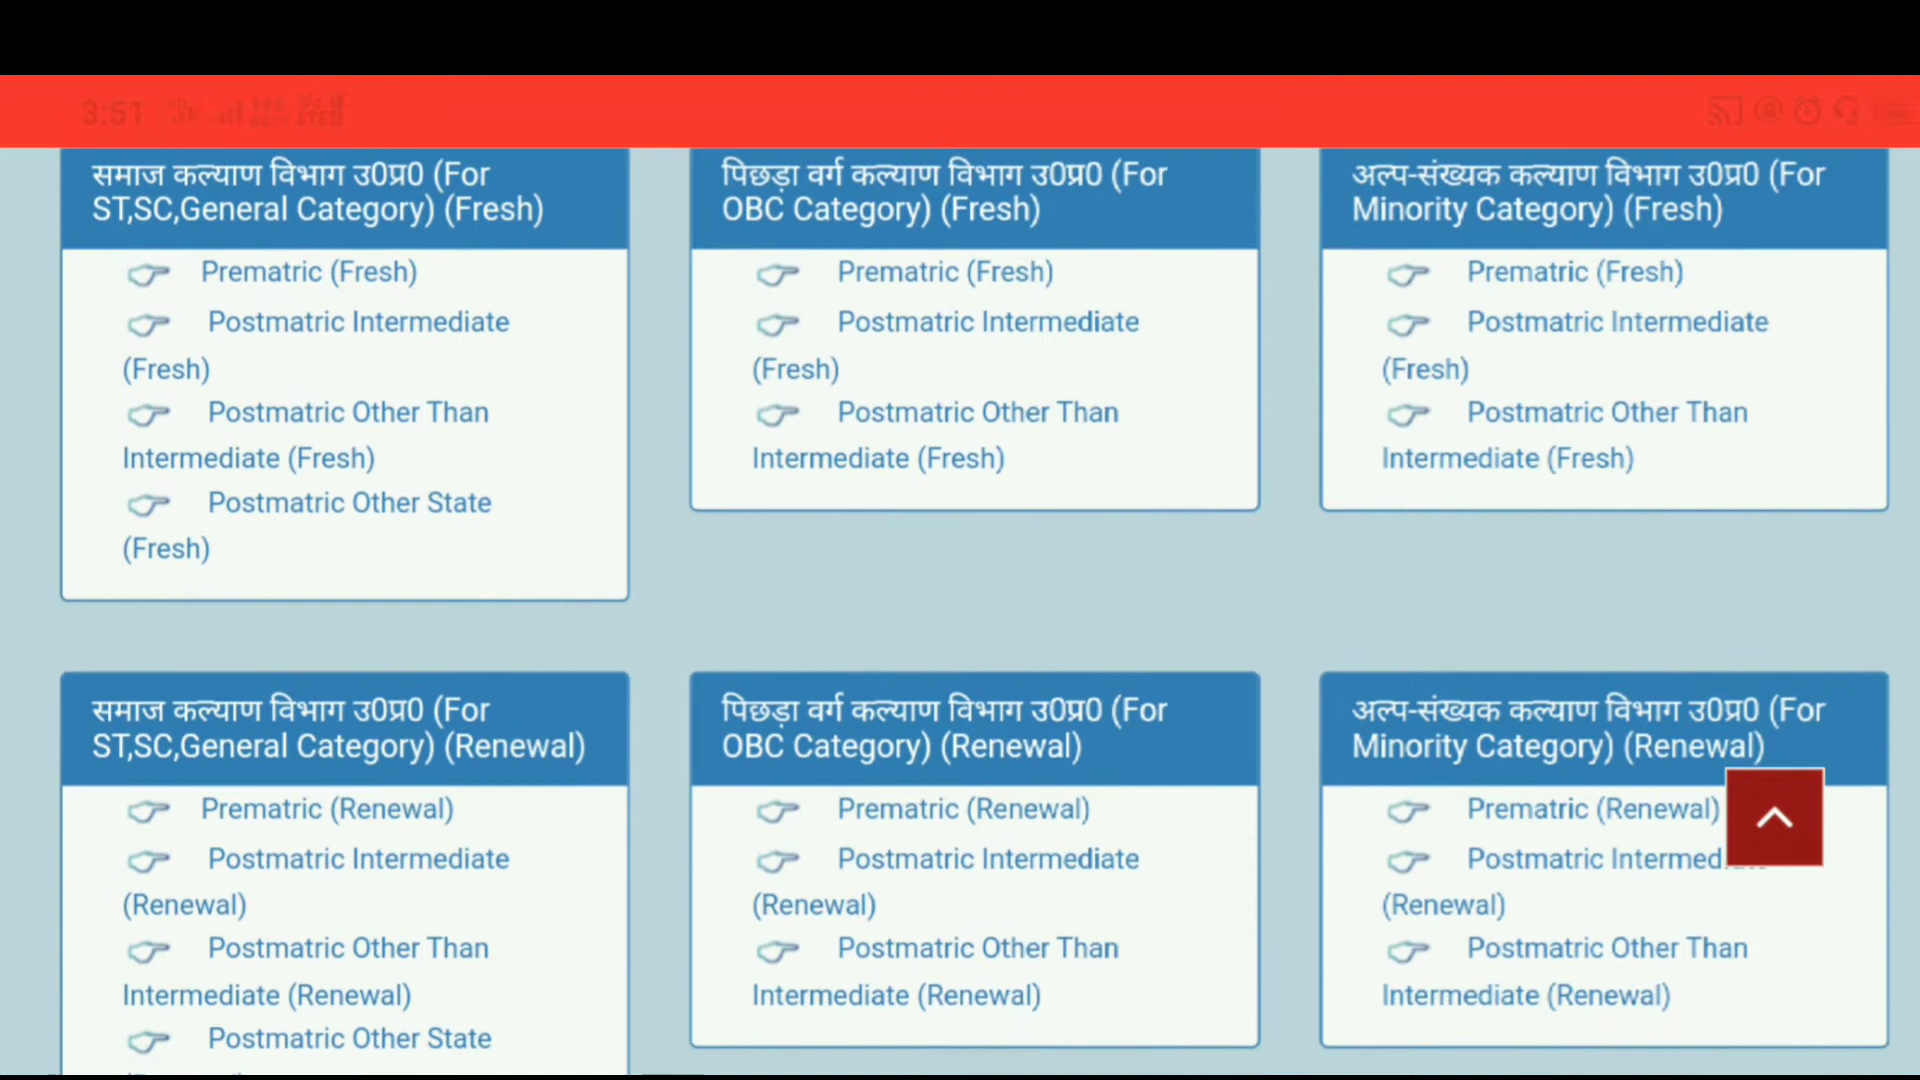 3:51
समाज कल्याण विभाग उ0प्र0 (For
ST,SC,General Category) (Fresh)
Prematric (Fresh)
Postmatric Intermediate
(Fresh)
Postmatric Other Than
Intermediate (Fresh)
Postmatric Other State
(Fresh)
पिछड़ा वर्ग कल्याण विभाग उ0प्र0 (For
OBC Category) (Fresh)
Prematric (Fresh)
Postmatric Intermediate
(Fresh)
Postmatric Other Than
Intermediate (Fresh)
अल्प-संख्यक कल्याण विभाग उ0प्र0 (For
Minority Category) (Fresh)
Prematric (Fresh)
Postmatric Intermediate
(Fresh)
Postmatric Other Than
Intermediate (Fresh)
समाज कल्याण विभाग उ0प्र0 (For
ST,SC,General Category) (Renewal)
Prematric (Renewal)
Postmatric Intermediate
(Renewal)
Postmatric Other Than
Intermediate (Renewal)
Postmatric Other State
पिछड़ा वर्ग कल्याण विभाग उ0प्र0 (For
OBC Category) (Renewal)
Prematric (Renewal)
Postmatric Intermediate
(Renewal)
Postmatric Other Than
Intermediate (Renewal)
अल्प-संख्यक कल्याण विभाग उ0प्र0 (For
Minority Category) (Renewal)
Prematric (Renewal)
Postmatric Intermed
(Renewal)
Postmatric Other Than
Intermediate (Renewal)